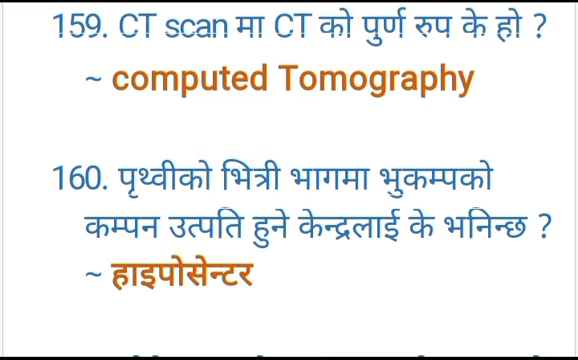 159. CT scan मा CT को पुर्ण रुप के हो ?
~ computed Tomography
160. पृथ्वीको भित्री भागमा भुकम्पको
कम्पन उत्पति हुने केन्द्रलाई के भनिन्छ ?
~ हाइपोसेन्टर